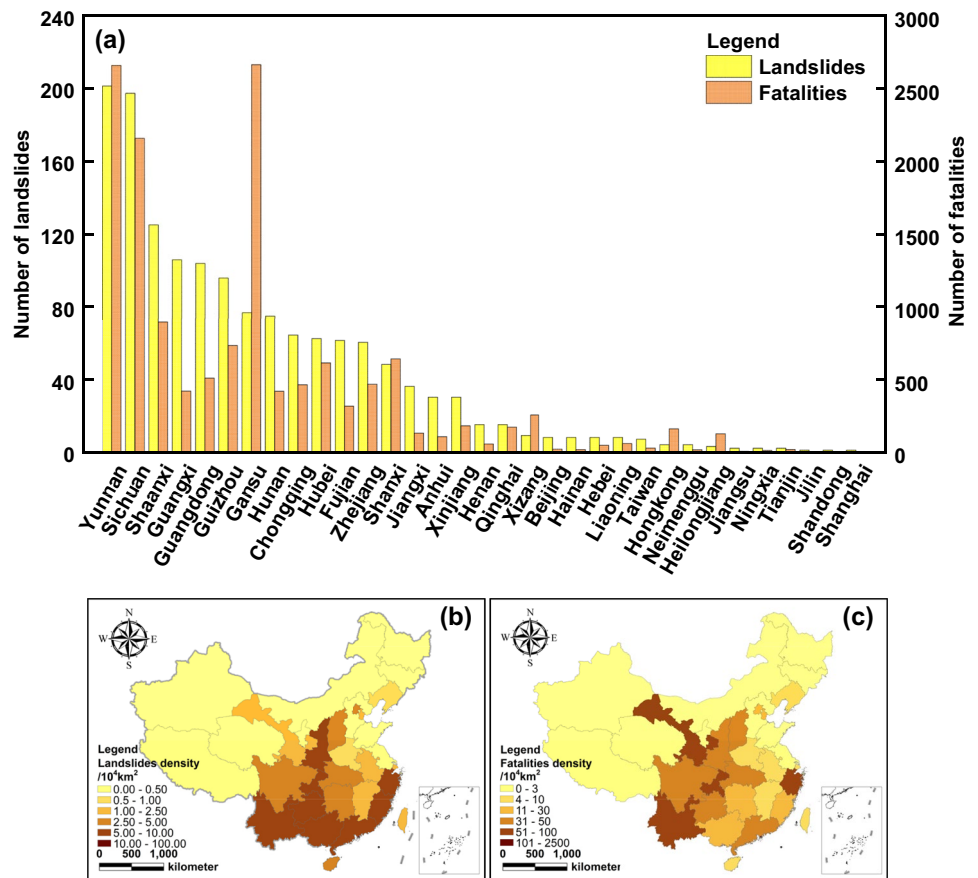 (a)
Legend
Landslides
Fatalities
Number of landslides
240
200
160
120
80
40
0
Number of fatalities
3000
2500
2000
1500
1000
500
0
Yunnan
Sichuan
Shaanxi
Guangxi
Guangdong
Guizhou
Gansu
Hunan
Chongqing
Hubei
Fujian
Zhejiang
Shanxi
Jiangxi
Anhui
Xinjiang
Henan
Qinghai
Xizang
Beijing
Hainan
Hebei
Liaoning
Taiwan
Hongkong
Neimenggu
Heilongjiang
Jiangsu
Ningxia
Tianjin
Jilin
Shandong
Shanghai
(b)
N
W E
S
Legend
Landslides density
/10⁴km²
0.00 - 0.50
0.5 - 1.00
1.00 - 2.50
2.50 - 5.00
5.00 - 10.00
10.00 - 100.00
0 500 1,000
kilometer
(c)
N
W E
S
Legend
Fatalities density
/10⁴km²
0 - 3
4 - 10
11 - 30
31 - 50
51 - 100
101 - 2500
0 500 1,000
kilometer